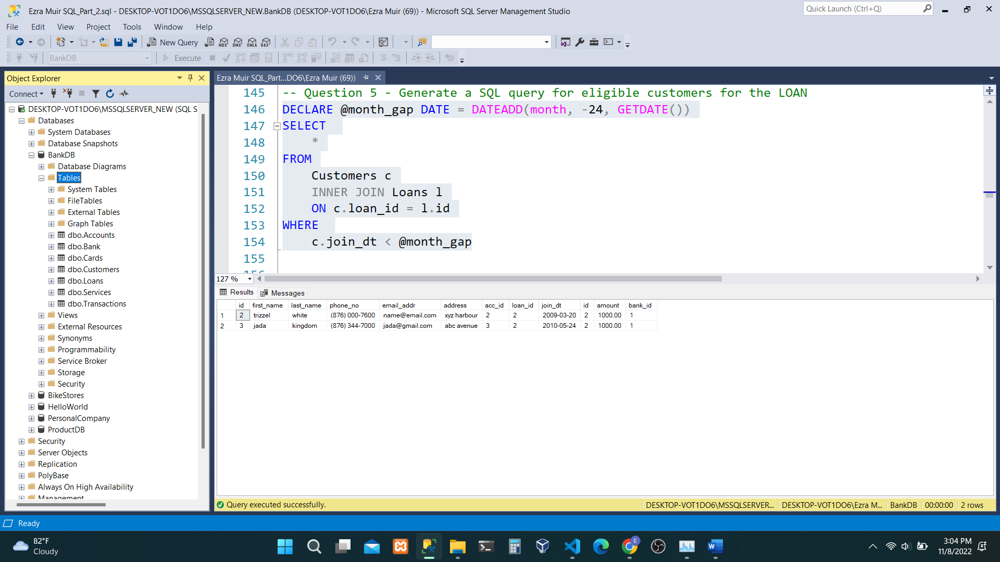 Ezra Muir SQL_Part_2.sql - DESKTOP-VOT1DO6\MSSQLSERVER_NEW.BankDB (DESKTOP-VOT1DO6\Ezra Muir (69)) - Microsoft SQL Server Management Studio
Quick Launch (Ctrl+Q)
File Edit View Project Tools Window Help
New Query
MDX DMX XMLA DAX
BankDB
Execute
Object Explorer
Connect
DESKTOP-VOT1DO6\MSSQLSERVER_NEW (SQL S
Databases
System Databases
Database Snapshots
BankDB
Database Diagrams
Tables
System Tables
FileTables
External Tables
Graph Tables
dbo.Accounts
dbo.Bank
dbo.Cards
dbo.Customers
dbo.Loans
dbo.Services
dbo.Transactions
Views
External Resources
Synonyms
Programmability
Service Broker
Storage
Security
BikeStores
HelloWorld
PersonalCompany
ProductDB
Security
Server Objects
Replication
PolyBase
Always On High Availability
Management
Ezra Muir SQL_Part...DO6\Ezra Muir (69))
145 -- Question 5 - Generate a SQL query for eligible customers for the LOAN
146 DECLARE @month_gap DATE = DATEADD(month, -24, GETDATE())
147 SELECT
148 *
149 FROM
150 Customers c
151 INNER JOIN Loans l
152 ON c.loan_id = l.id
153 WHERE
154 c.join_dt < @month_gap
155
156
127 %
Results Messages
id first_name last_name phone_no email_addr address acc_id loan_id join_dt id amount bank_id
1 2 trizzel white (876) 000-7600 name@email.com xyz harbour 2 2 2009-03-20 2 1000.00 1
2 3 jada kingdom (876) 344-7000 jada@gmail.com abc avenue 3 2 2010-05-24 2 1000.00 1
Query executed successfully.
DESKTOP-VOT1DO6\MSSQLSERVER... DESKTOP-VOT1DO6\Ezra M... BankDB 00:00:00 2 rows
Ready
82°F
Cloudy
E
3:04 PM
11/8/2022